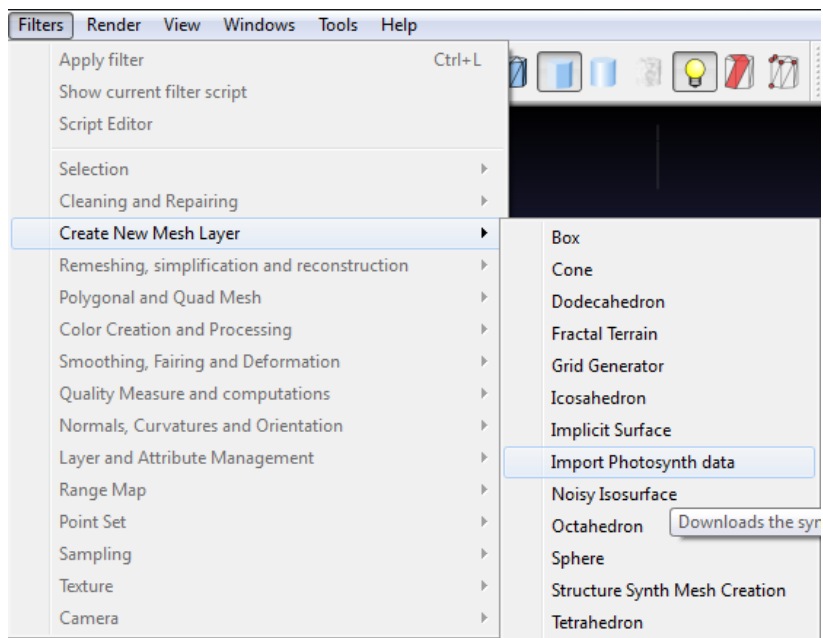 Filters Render View Windows Tools Help
Apply filter Ctrl+L
Show current filter script
Script Editor
Selection
Cleaning and Repairing
Create New Mesh Layer
Remeshing, simplification and reconstruction
Polygonal and Quad Mesh
Color Creation and Processing
Smoothing, Fairing and Deformation
Quality Measure and computations
Normals, Curvatures and Orientation
Layer and Attribute Management
Range Map
Point Set
Sampling
Texture
Camera
Box
Cone
Dodecahedron
Fractal Terrain
Grid Generator
Icosahedron
Implicit Surface
Import Photosynth data
Noisy Isosurface
Octahedron
Downloads the
Sphere
Structure Synth Mesh Creation
Tetrahedron